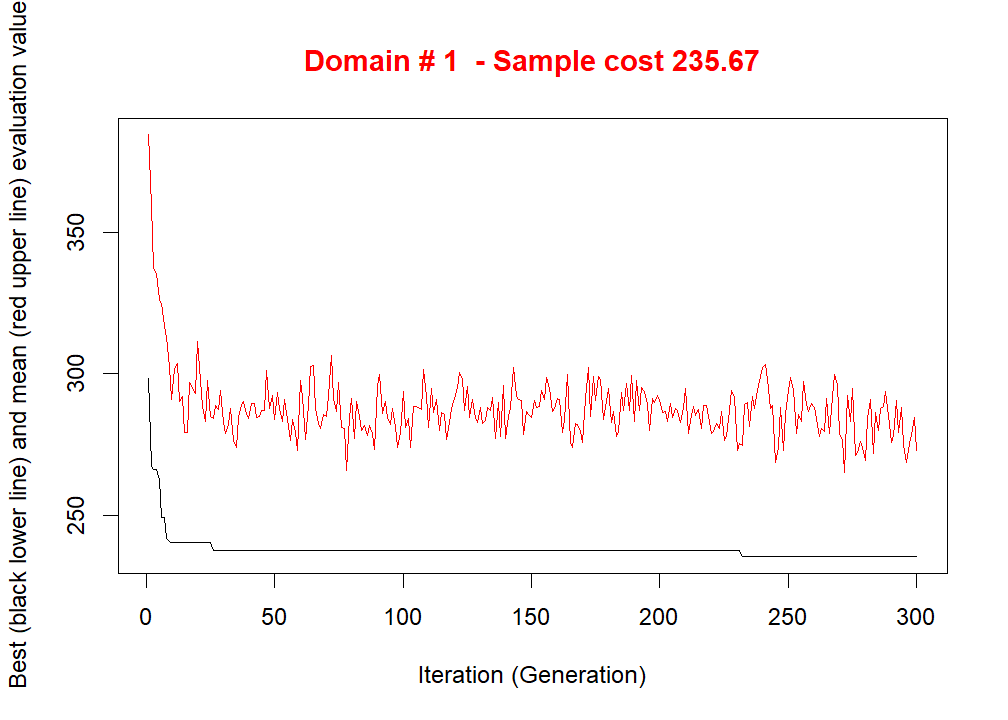 Domain # 1  - Sample cost 235.67
Best (black lower line) and mean (red upper line) evaluation value
350
300
250
0 50 100 150 200 250 300
Iteration (Generation)